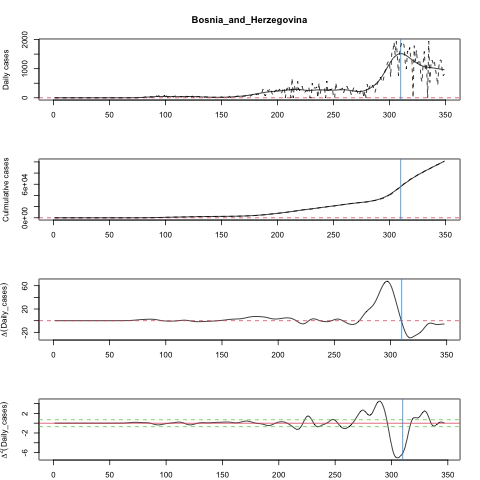 Bosnia_and_Herzegovina
Daily cases
2000
1000
0
0 50 100 150 200 250 300 350
Culmulative cases
6e+04
0e+00
0 50 100 150 200 250 300 350
Δ(Daily_cases)
60
20
-20
0 50 100 150 200 250 300 350
Δ²(Daily_cases)
2
-2
-6
0 50 100 150 200 250 300 350